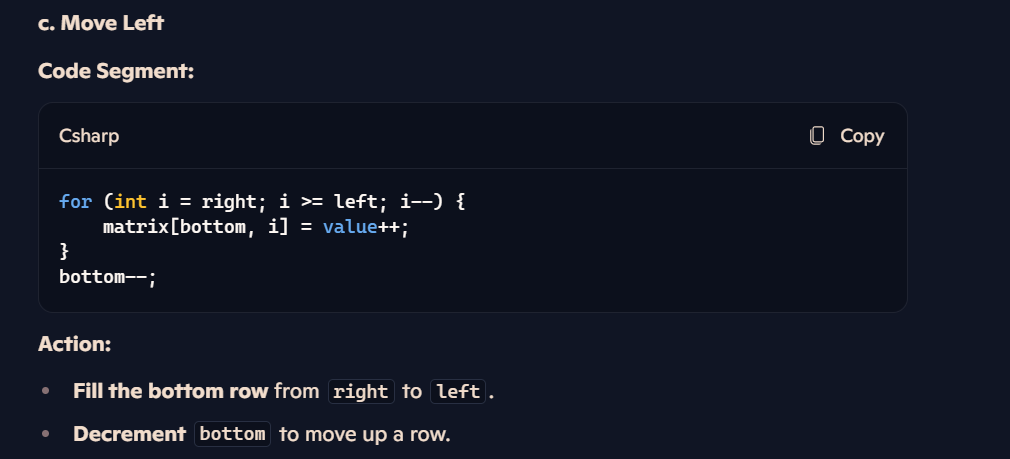 c. Move Left
Code Segment:
Csharp
Copy
for (int i = right; i >= left; i--) {
    matrix[bottom, i] = value++;
}
bottom--;
Action:
• Fill the bottom row from right to left.
• Decrement bottom to move up a row.